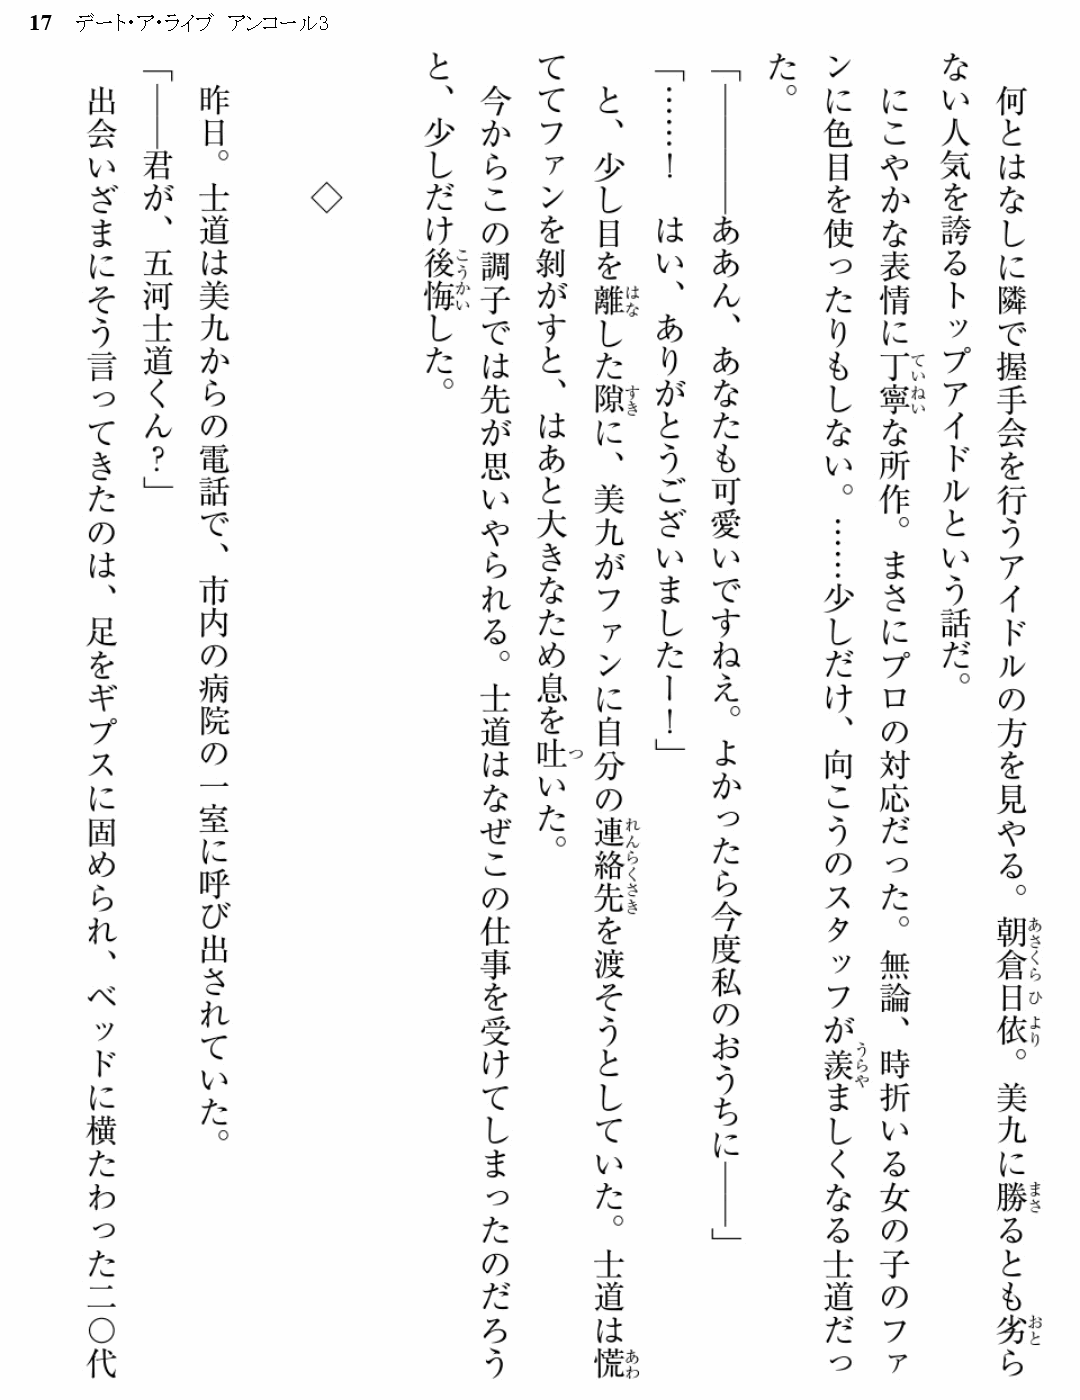 17 デート・ア・ライブ アンコール3
何とはなしに隣で握手会を行うアイドルの方を見やる。朝倉日依。美九に勝るとも劣ら
ない人気を誇るトップアイドルという話だ。
にこやかな表情に丁寧な所作。まさにプロの対応だった。無論、時折いる女の子のファ
ンに色目を使ったりもしない。……少しだけ、向こうのスタッフが羨ましくなる士道だっ
た。
「――――ああん、あなたも可愛いですねえ。よかったら今度私のおうちに――」
「……！　はい、ありがとうございましたー！」
と、少し目を離した隙に、美九がファンに自分の連絡先を渡そうとしていた。士道は慌
ててファンを剝がすと、はあと大きなため息を吐いた。
今からこの調子では先が思いやられる。士道はなぜこの仕事を受けてしまったのだろう
と、少しだけ後悔した。
◇
昨日。士道は美九からの電話で、市内の病院の一室に呼び出されていた。
「――君が、五河士道くん？」
出会いざまにそう言ってきたのは、足をギプスに固められ、ベッドに横たわった二〇代